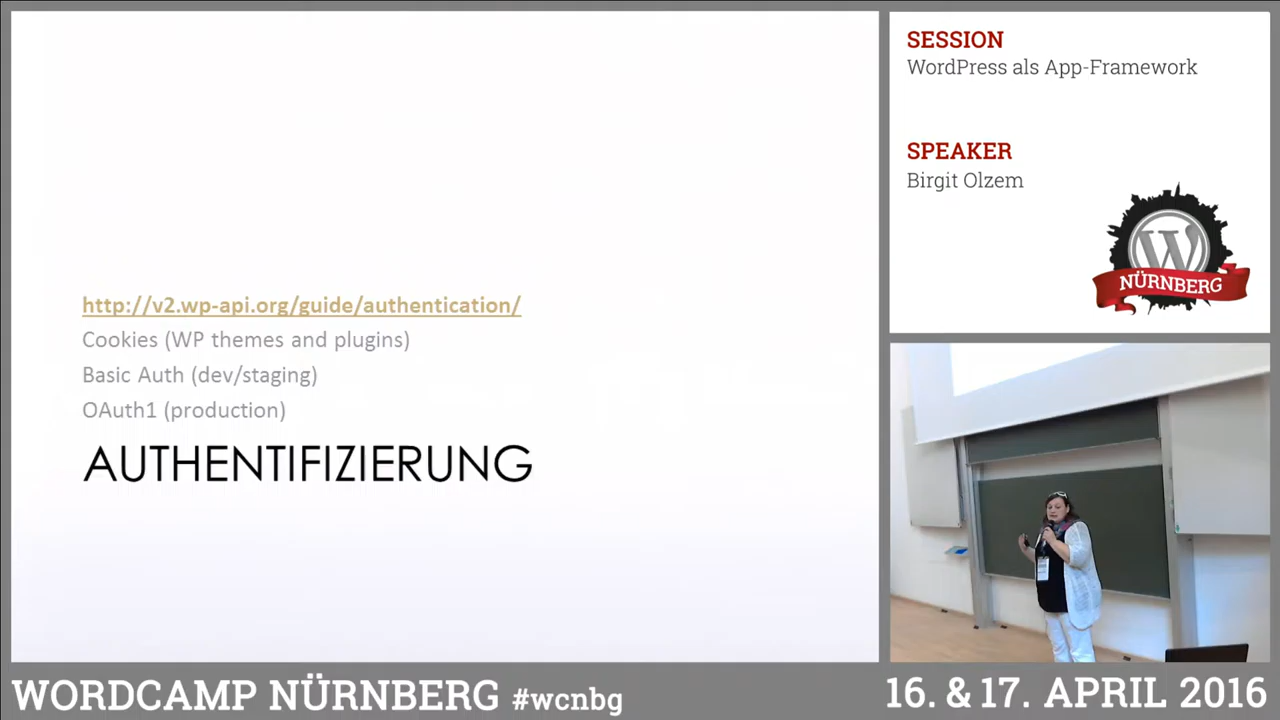 http://v2.wp-api.org/guide/authentication/
Cookies (WP themes and plugins)
Basic Auth (dev/staging)
OAuth1 (production)
AUTHENTIFIZIERUNG
SESSION
WordPress als App-Framework
SPEAKER
Birgit Olzem
W
NÜRNBERG
WORDCAMP NÜRNBERG #wcnbg
16. & 17. APRIL 2016